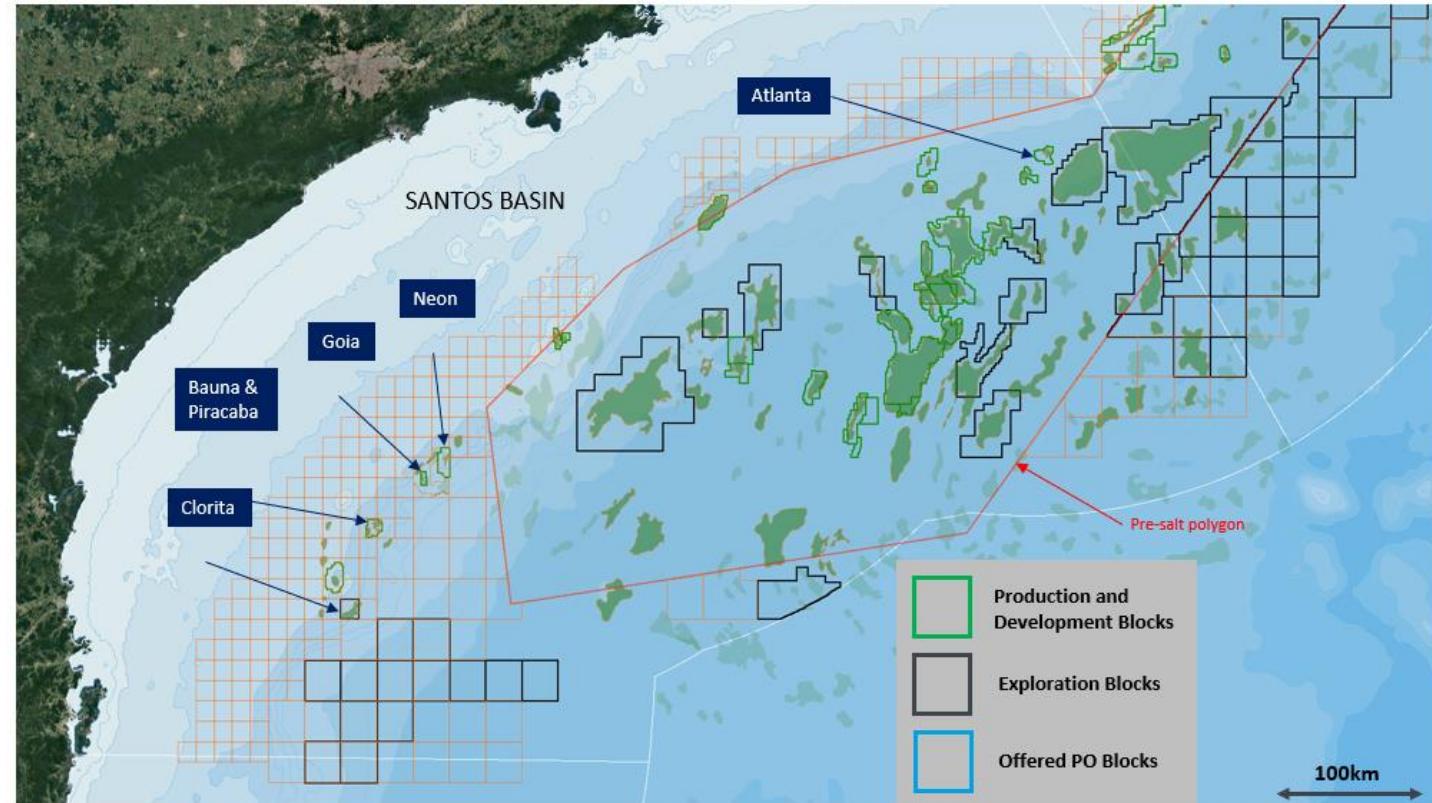 Atlanta
SANTOS BASIN
Neon
Goia
Bauna &
Piracaba
Clorita
Pre-salt polygon
Production and
Development Blocks
Exploration Blocks
Offered PO Blocks
100km